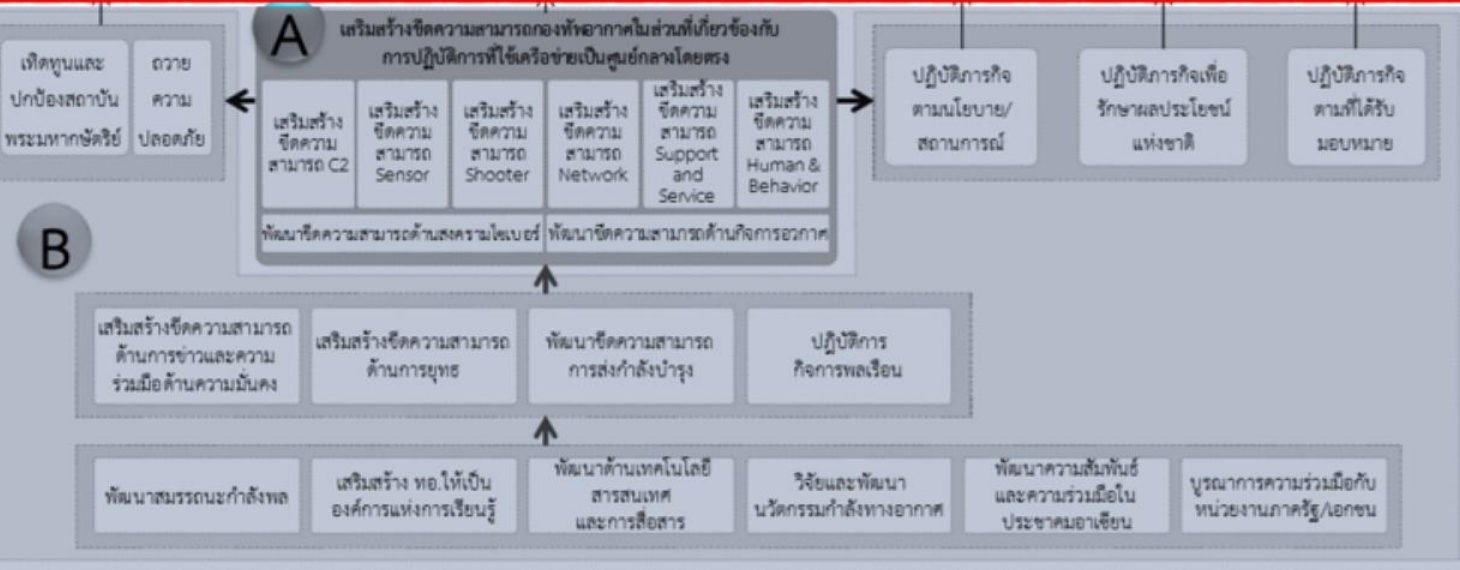 A
เสริมสร้างขีดความสามารถกองทัพอากาศในส่วนที่เกี่ยวข้องกับ
การปฏิบัติการที่ใช้เครือข่ายเป็นศูนย์กลางโดยตรง
เทิดทูนและ
ปกป้องสถาบัน
พระมหากษัตริย์
ถวาย
ความ
ปลอดภัย
เสริมสร้าง
ขีดความ
สามารถ C2
เสริมสร้าง
ขีดความ
สามารถ
Sensor
เสริมสร้าง
ขีดความ
สามารถ
Shooter
เสริมสร้าง
ขีดความ
สามารถ
Network
เสริมสร้าง
ขีดความ
สามารถ
Support
and
Service
เสริมสร้าง
ขีดความ
สามารถ
Human &
Behavior
ปฏิบัติภารกิจ
ตามนโยบาย/
สถานการณ์
ปฏิบัติภารกิจเพื่อ
รักษาผลประโยชน์
แห่งชาติ
ปฏิบัติภารกิจ
ตามที่ได้รับ
มอบหมาย
พัฒนาขีดความสามารถด้านสงครามไซเบอร์
พัฒนาขีดความสามารถด้านกิจการอวกาศ
B
เสริมสร้างขีดความสามารถ
ด้านการข่าวและความ
ร่วมมือด้านความมั่นคง
เสริมสร้างขีดความสามารถ
ด้านการยุทธ
พัฒนาขีดความสามารถ
การส่งกำลังบำรุง
ปฏิบัติการ
กิจการพลเรือน
พัฒนาสมรรถนะกำลังพล
เสริมสร้าง ทอ.ให้เป็น
องค์การแห่งการเรียนรู้
พัฒนาด้านเทคโนโลยี
สารสนเทศ
และการสื่อสาร
วิจัยและพัฒนา
นวัตกรรมกำลังทางอากาศ
พัฒนาความสัมพันธ์
และความร่วมมือใน
ประชาคมอาเซียน
บูรณาการความร่วมมือกับ
หน่วยงานภาครัฐ/เอกชน